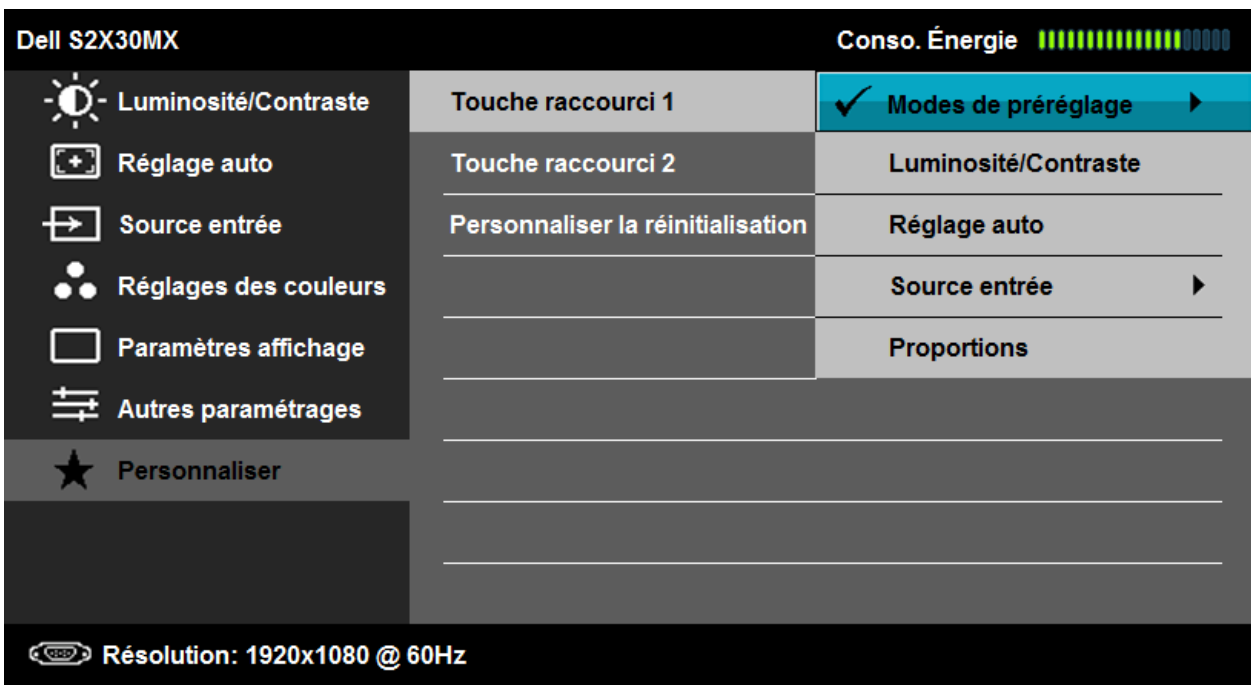 Dell S2X30MX
Conso. Énergie
Luminosité/Contraste
Réglage auto
Source entrée
Réglages des couleurs
Paramètres affichage
Autres paramétrages
Personnaliser
Touche raccourci 1
Touche raccourci 2
Personnaliser la réinitialisation
Modes de préréglage
Luminosité/Contraste
Réglage auto
Source entrée
Proportions
Résolution: 1920x1080 @ 60Hz